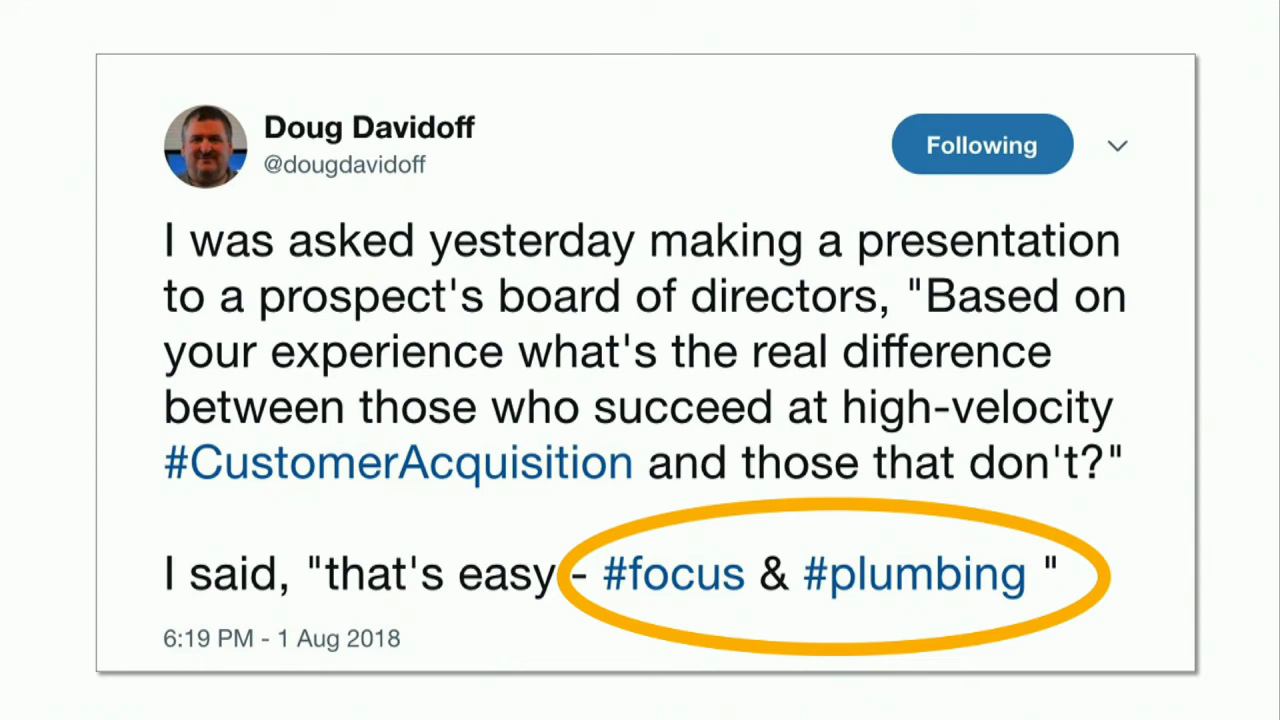 Doug Davidoff
@dougdavidoff
Following
I was asked yesterday making a presentation
to a prospect's board of directors, "Based on
your experience what's the real difference
between those who succeed at high-velocity
#CustomerAcquisition and those that don't?"
I said, "that's easy - #focus & #plumbing "
6:19 PM - 1 Aug 2018